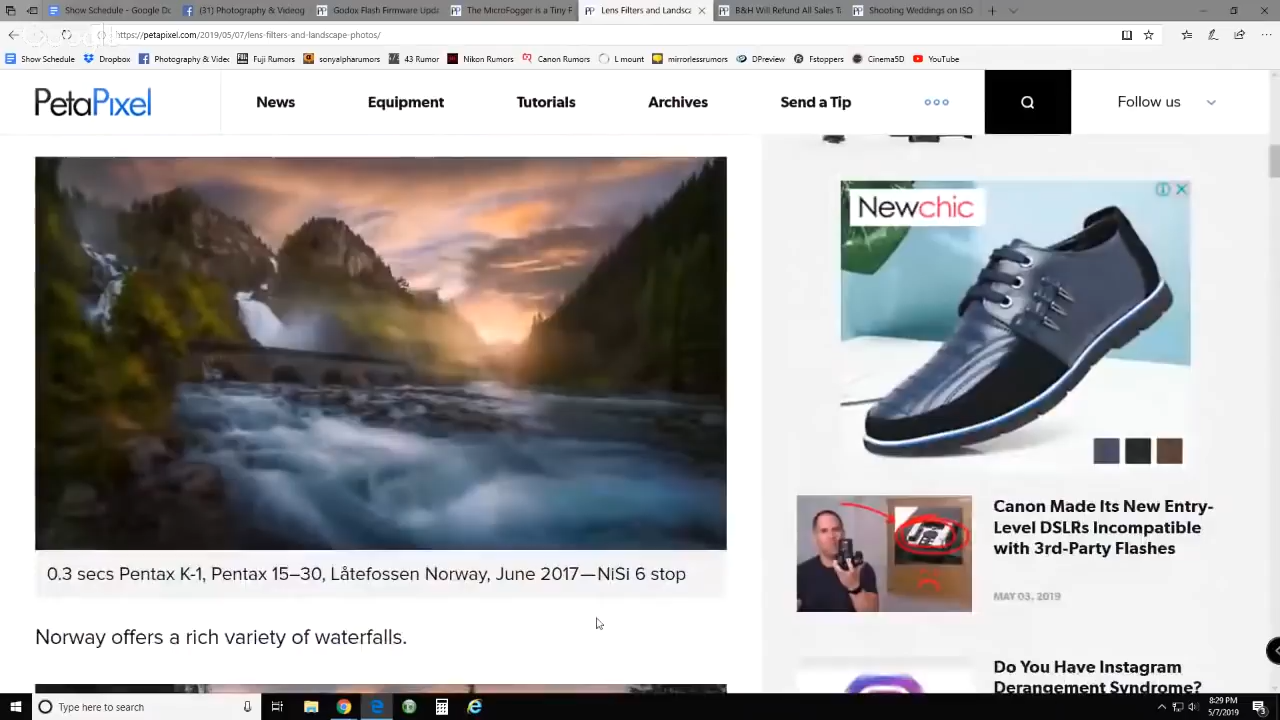 Show Schedule - Google Do
(31) Photography & Videog
Godox Flash Firmware Upda
The MicroFogger is a Tiny F
Lens Filters and Landsca
B&H Will Refund All Sales T
Shooting Weddings on ISO
https://petapixel.com/2019/05/07/lens-filters-and-landscape-photos/
Show Schedule
Dropbox
Photography & Video
Fuji Rumors
sonyalpharumors
43 Rumor
Nikon Rumors
Canon Rumors
L mount
mirrorlessrumors
DPreview
Fstoppers
Cinema5D
YouTube
PetaPixel
News
Equipment
Tutorials
Archives
Send a Tip
Follow us
0.3 secs Pentax K-1, Pentax 15–30, Låtefossen Norway, June 2017—NiSi 6 stop
Norway offers a rich variety of waterfalls.
Newchic
Canon Made Its New Entry-
Level DSLRs Incompatible
with 3rd-Party Flashes
MAY 03, 2019
Do You Have Instagram
Derangement Syndrome?
Type here to search
8:29 PM
5/7/2019